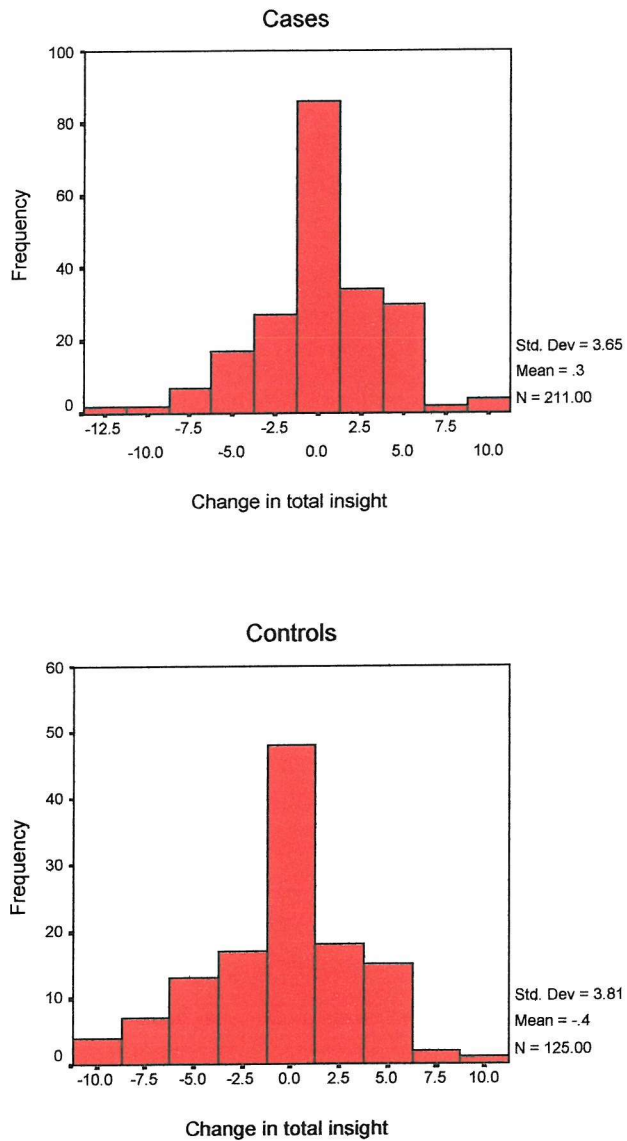 Cases
100
80
60
40
20
0
Frequency
-12.5 -7.5 -2.5 2.5 7.5
-10.0 -5.0 0.0 5.0 10.0
Change in total insight
Std. Dev = 3.65
Mean = .3
N = 211.00
Controls
60
50
40
30
20
10
0
Frequency
-10.0 -7.5 -5.0 -2.5 0.0 2.5 5.0 7.5 10.0
Change in total insight
Std. Dev = 3.81
Mean = -.4
N = 125.00